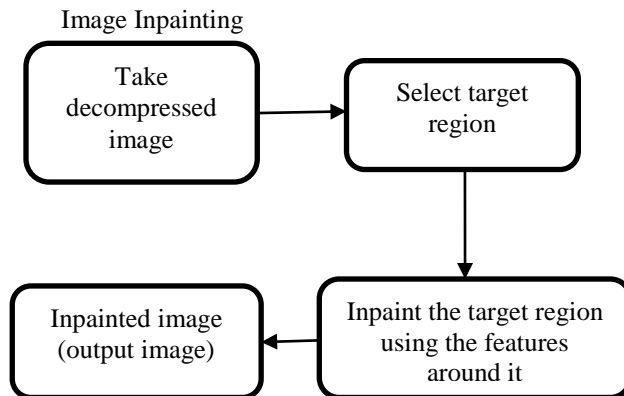 Image Inpainting
Take
decompressed
image
Select target
region
Inpaint the target region
using the features
around it
Inpainted image
(output image)